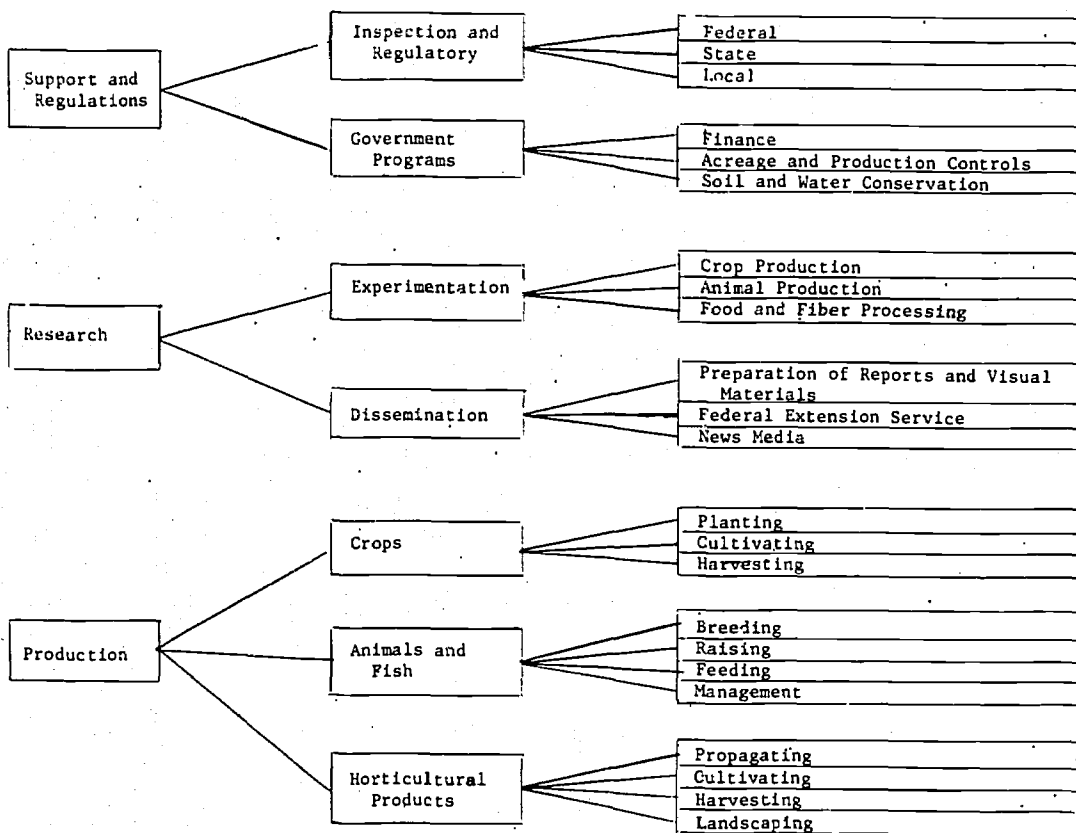 Support and
Regulations
Inspection and
Regulatory
Federal
State
Local
Government
Programs
Finance
Acreage and Production Controls
Soil and Water Conservation
Research
Experimentation
Crop Production
Animal Production
Food and Fiber Processing
Dissemination
Preparation of Reports and Visual
Materials
Federal Extension Service
News Media
Production
Crops
Planting
Cultivating
Harvesting
Animals and
Fish
Breeding
Raising
Feeding
Management
Horticultural
Products
Propagating
Cultivating
Harvesting
Landscaping